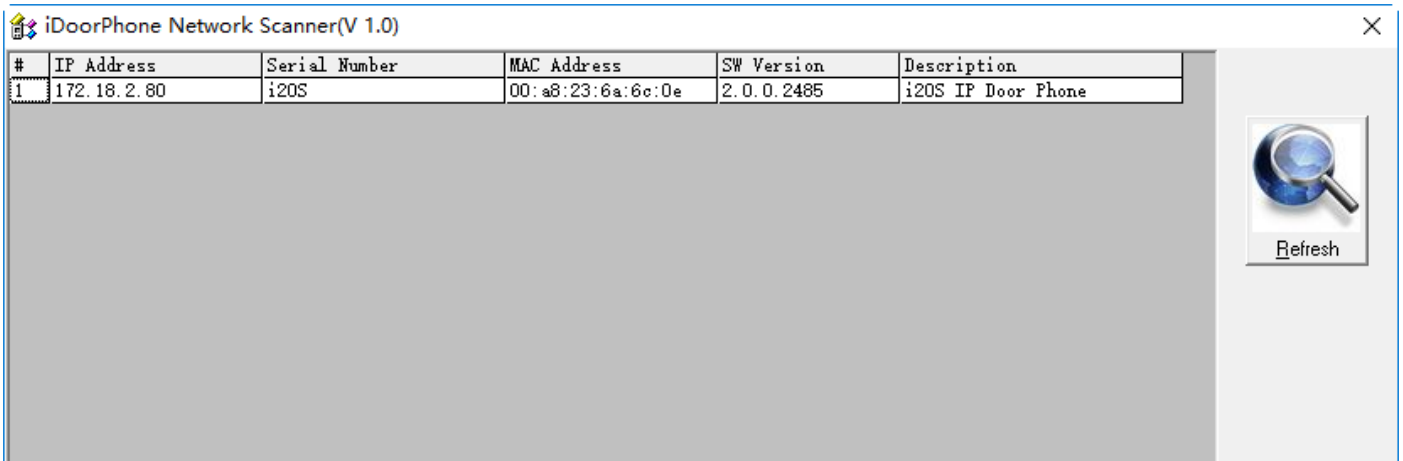 iDoorPhone Network Scanner(V 1.0)
# IP Address Serial Number MAC Address SW Version Description
1 172.18.2.80 i20S 00:a8:23:6a:6c:0e 2.0.0.2485 i20S IP Door Phone
Refresh